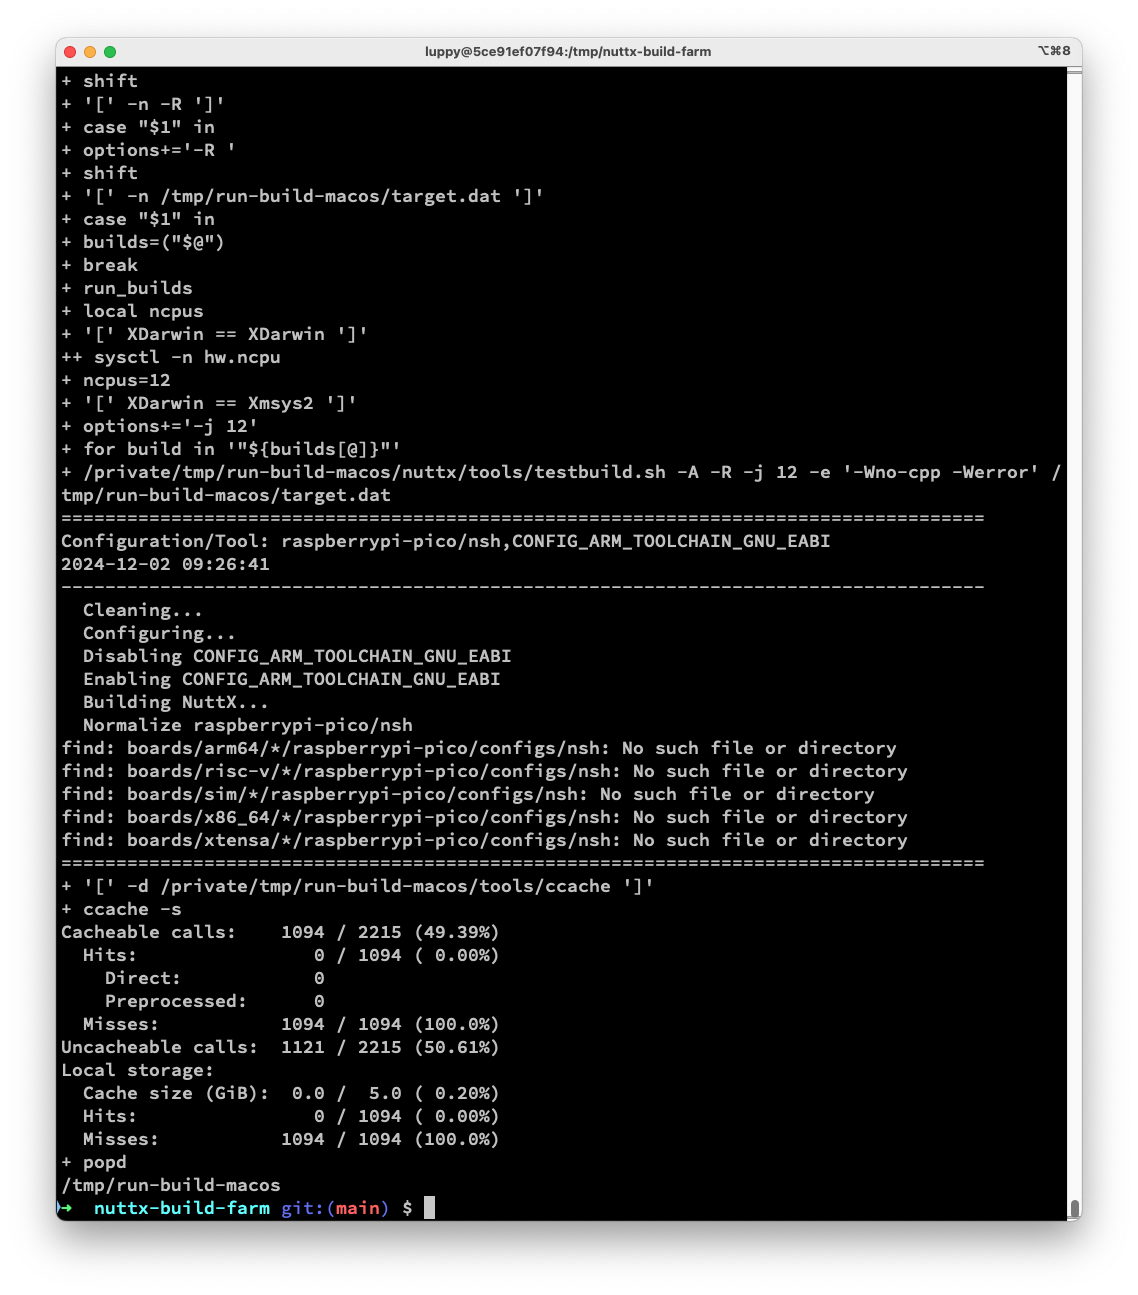 luppy@5ce91ef07f94:/tmp/nuttx-build-farm
⌥⌘8
+ shift
+ '[' -n -R ']'
+ case "$1" in
+ options+='-R '
+ shift
+ '[' -n /tmp/run-build-macos/target.dat ']'
+ case "$1" in
+ builds=("$@")
+ break
+ run_builds
+ local ncpus
+ '[' XDarwin == XDarwin ']'
++ sysctl -n hw.ncpu
+ ncpus=12
+ '[' XDarwin == Xmsys2 ']'
+ options+='-j 12'
+ for build in '"${builds[@]}"'
+ /private/tmp/run-build-macos/nuttx/tools/testbuild.sh -A -R -j 12 -e '-Wno-cpp -Werror' /
tmp/run-build-macos/target.dat
====================================================================================
Configuration/Tool: raspberrypi-pico/nsh,CONFIG_ARM_TOOLCHAIN_GNU_EABI
2024-12-02 09:26:41
------------------------------------------------------------------------------------
  Cleaning...
  Configuring...
  Disabling CONFIG_ARM_TOOLCHAIN_GNU_EABI
  Enabling CONFIG_ARM_TOOLCHAIN_GNU_EABI
  Building NuttX...
  Normalize raspberrypi-pico/nsh
find: boards/arm64/*/raspberrypi-pico/configs/nsh: No such file or directory
find: boards/risc-v/*/raspberrypi-pico/configs/nsh: No such file or directory
find: boards/sim/*/raspberrypi-pico/configs/nsh: No such file or directory
find: boards/x86_64/*/raspberrypi-pico/configs/nsh: No such file or directory
find: boards/xtensa/*/raspberrypi-pico/configs/nsh: No such file or directory
====================================================================================
+ '[' -d /private/tmp/run-build-macos/tools/ccache ']'
+ ccache -s
Cacheable calls:    1094 / 2215 (49.39%)
  Hits:                0 / 1094 ( 0.00%)
    Direct:            0
    Preprocessed:      0
  Misses:           1094 / 1094 (100.0%)
Uncacheable calls:  1121 / 2215 (50.61%)
Local storage:
  Cache size (GiB):  0.0 /  5.0 ( 0.20%)
  Hits:                0 / 1094 ( 0.00%)
  Misses:           1094 / 1094 (100.0%)
+ popd
/tmp/run-build-macos
➜  nuttx-build-farm git:(main) $